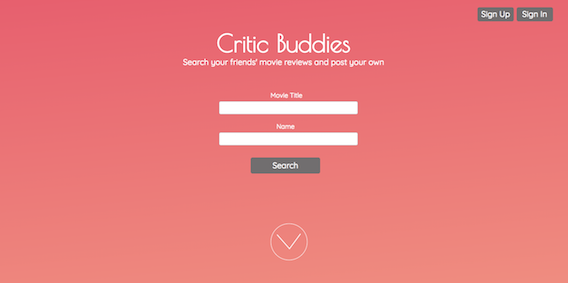 Sign Up
Sign In
Critic Buddies
Search your friends' movie reviews and post your own
Movie Title
Name
Search